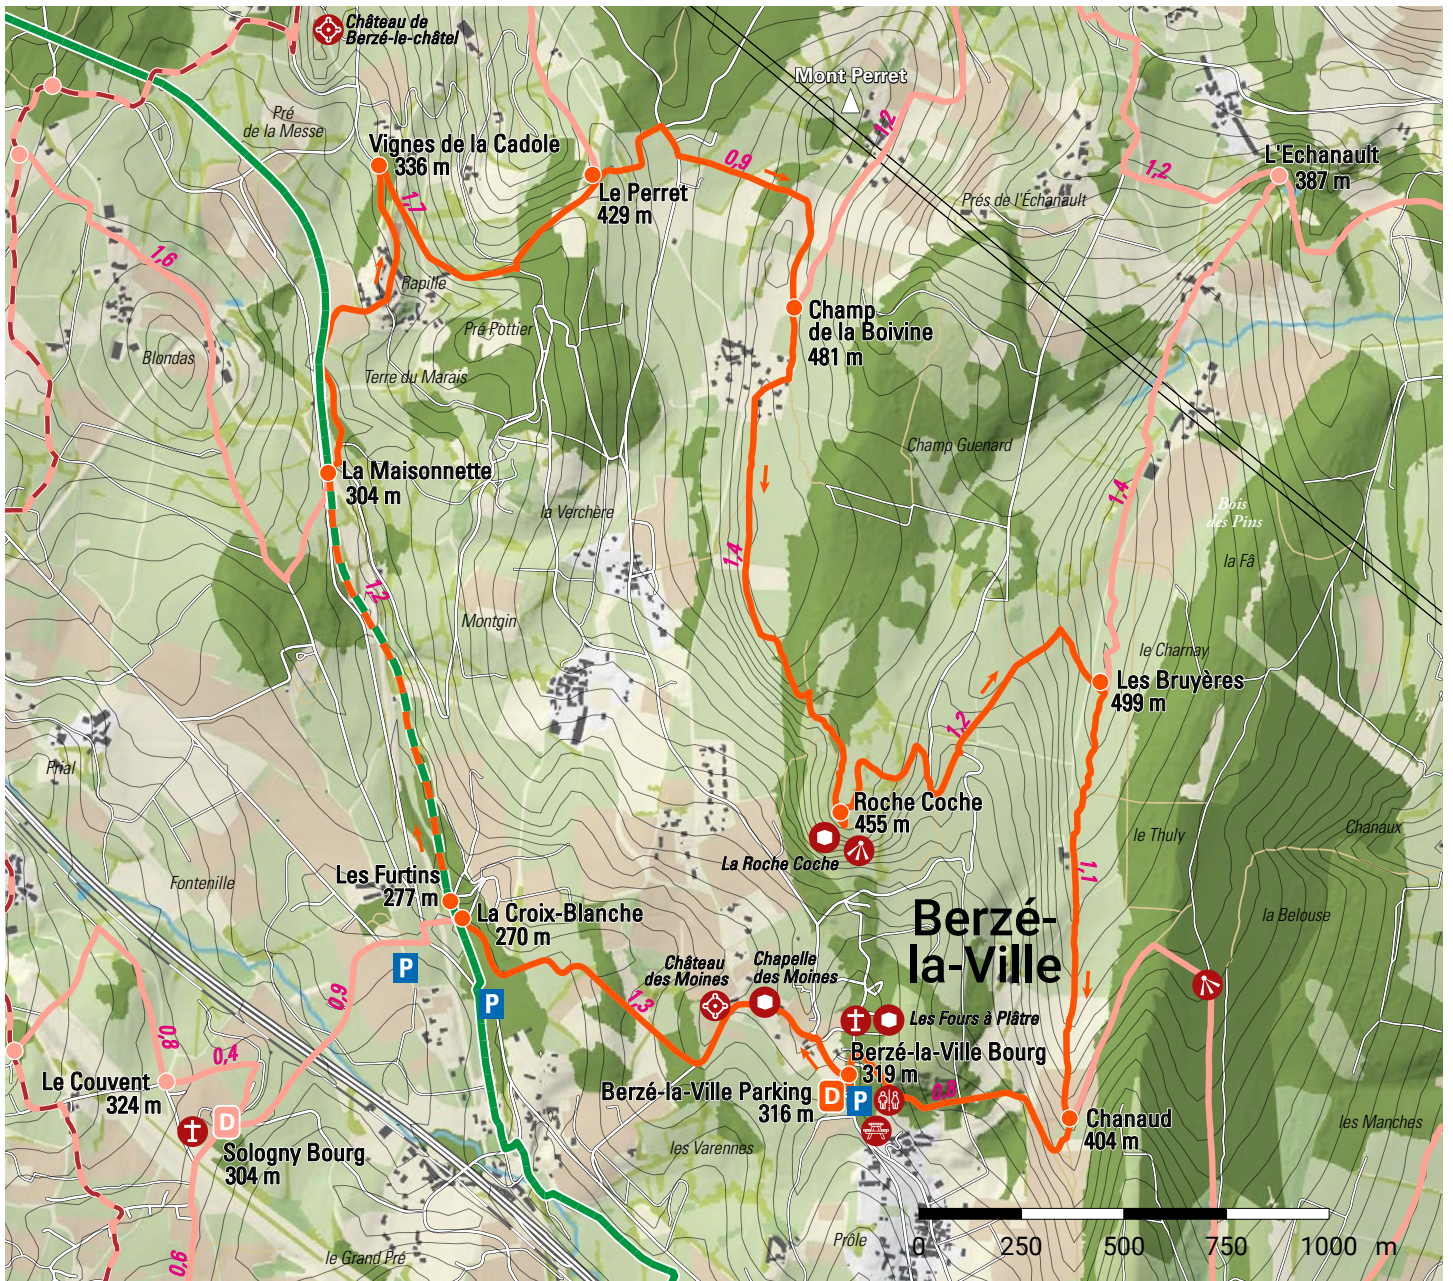 Château de
Berzé-le-châtel
Mont Perret
Pré
de la Messe
1,2
Vignes de la Cadole
336 m
0,9
L'Echanault
387 m
1,2
Le Perret
429 m
1,7
Prés de l'Échanault
1,6
Rapille
Champ
de la Boivine
481 m
Pré Pottier
Blondas
Terre du Marais
Champ Guenard
La Maisonnette
304 m
1,4
Bois
des Pins
la Verchère
1,4
la Fâ
1,2
Montgin
le Charnay
Les Bruyères
499 m
1,2
Prial
Roche Coche
455 m
Chanaux
le Thuly
La Roche Coche
1,1
Les Furtins
277 m
Fontenille
La Croix-Blanche
270 m
Berzé-
la-Ville
la Belouse
P
Château
des Moines
Chapelle
des Moines
0,9
P
1,3
Les Fours à Plâtre
0,8
0,4
Berzé-la-Ville Bourg
319 m
Le Couvent
324 m
Berzé-la-Ville Parking
316 m
D
P
0,8
D
Chanaud
404 m
les Manches
Sologny Bourg
304 m
les Varennes
Prôle
le Grand Pré
0,9
0
250
500
750
1000 m